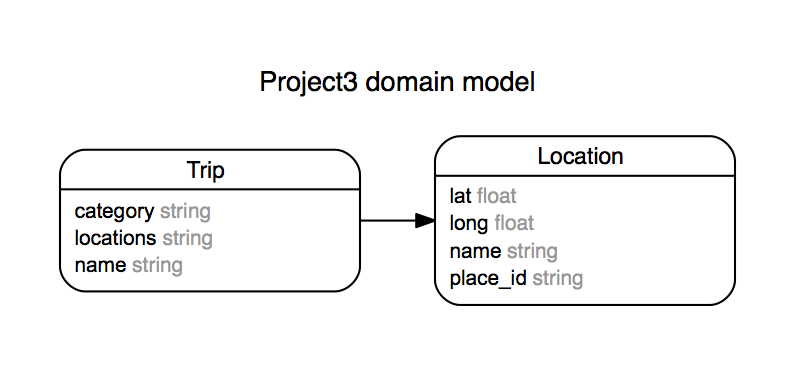 Project3 domain model
Trip
category string
locations string
name string
Location
lat float
long float
name string
place_id string